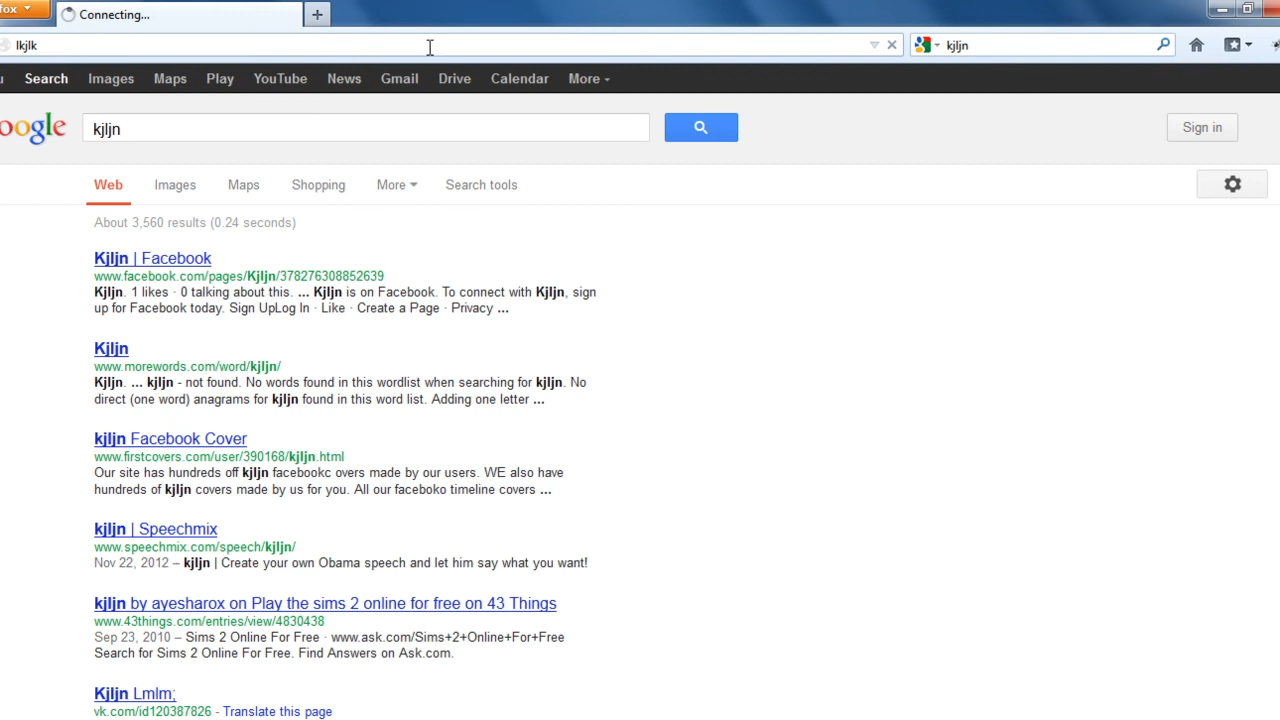 fox
Connecting...
lkjlk
kjljn
u Search Images Maps Play YouTube News Gmail Drive Calendar More
oogle kjljn Sign in
Web Images Maps Shopping More Search tools
About 3,560 results (0.24 seconds)
Kjljn | Facebook
www.facebook.com/pages/Kjljn/378276308852639
Kjljn. 1 likes · 0 talking about this. ... Kjljn is on Facebook. To connect with Kjljn, sign
up for Facebook today. Sign UpLog In · Like · Create a Page · Privacy ...
Kjljn
www.morewords.com/word/kjljn/
Kjljn. ... kjljn - not found. No words found in this wordlist when searching for kjljn. No
direct (one word) anagrams for kjljn found in this word list. Adding one letter ...
kjljn Facebook Cover
www.firstcovers.com/user/390168/kjljn.html
Our site has hundreds off kjljn facebookc overs made by our users. WE also have
hundreds of kjljn covers made by us for you. All our faceboko timeline covers ...
kjljn | Speechmix
www.speechmix.com/speech/kjljn/
Nov 22, 2012 – kjljn | Create your own Obama speech and let him say what you want!
kjljn by ayesharox on Play the sims 2 online for free on 43 Things
www.43things.com/entries/view/4830438
Sep 23, 2010 – Sims 2 Online For Free · www.ask.com/Sims+2+Online+For+Free
Search for Sims 2 Online For Free. Find Answers on Ask.com.
Kjljn Lmlm;
vk.com/id120387826 - Translate this page